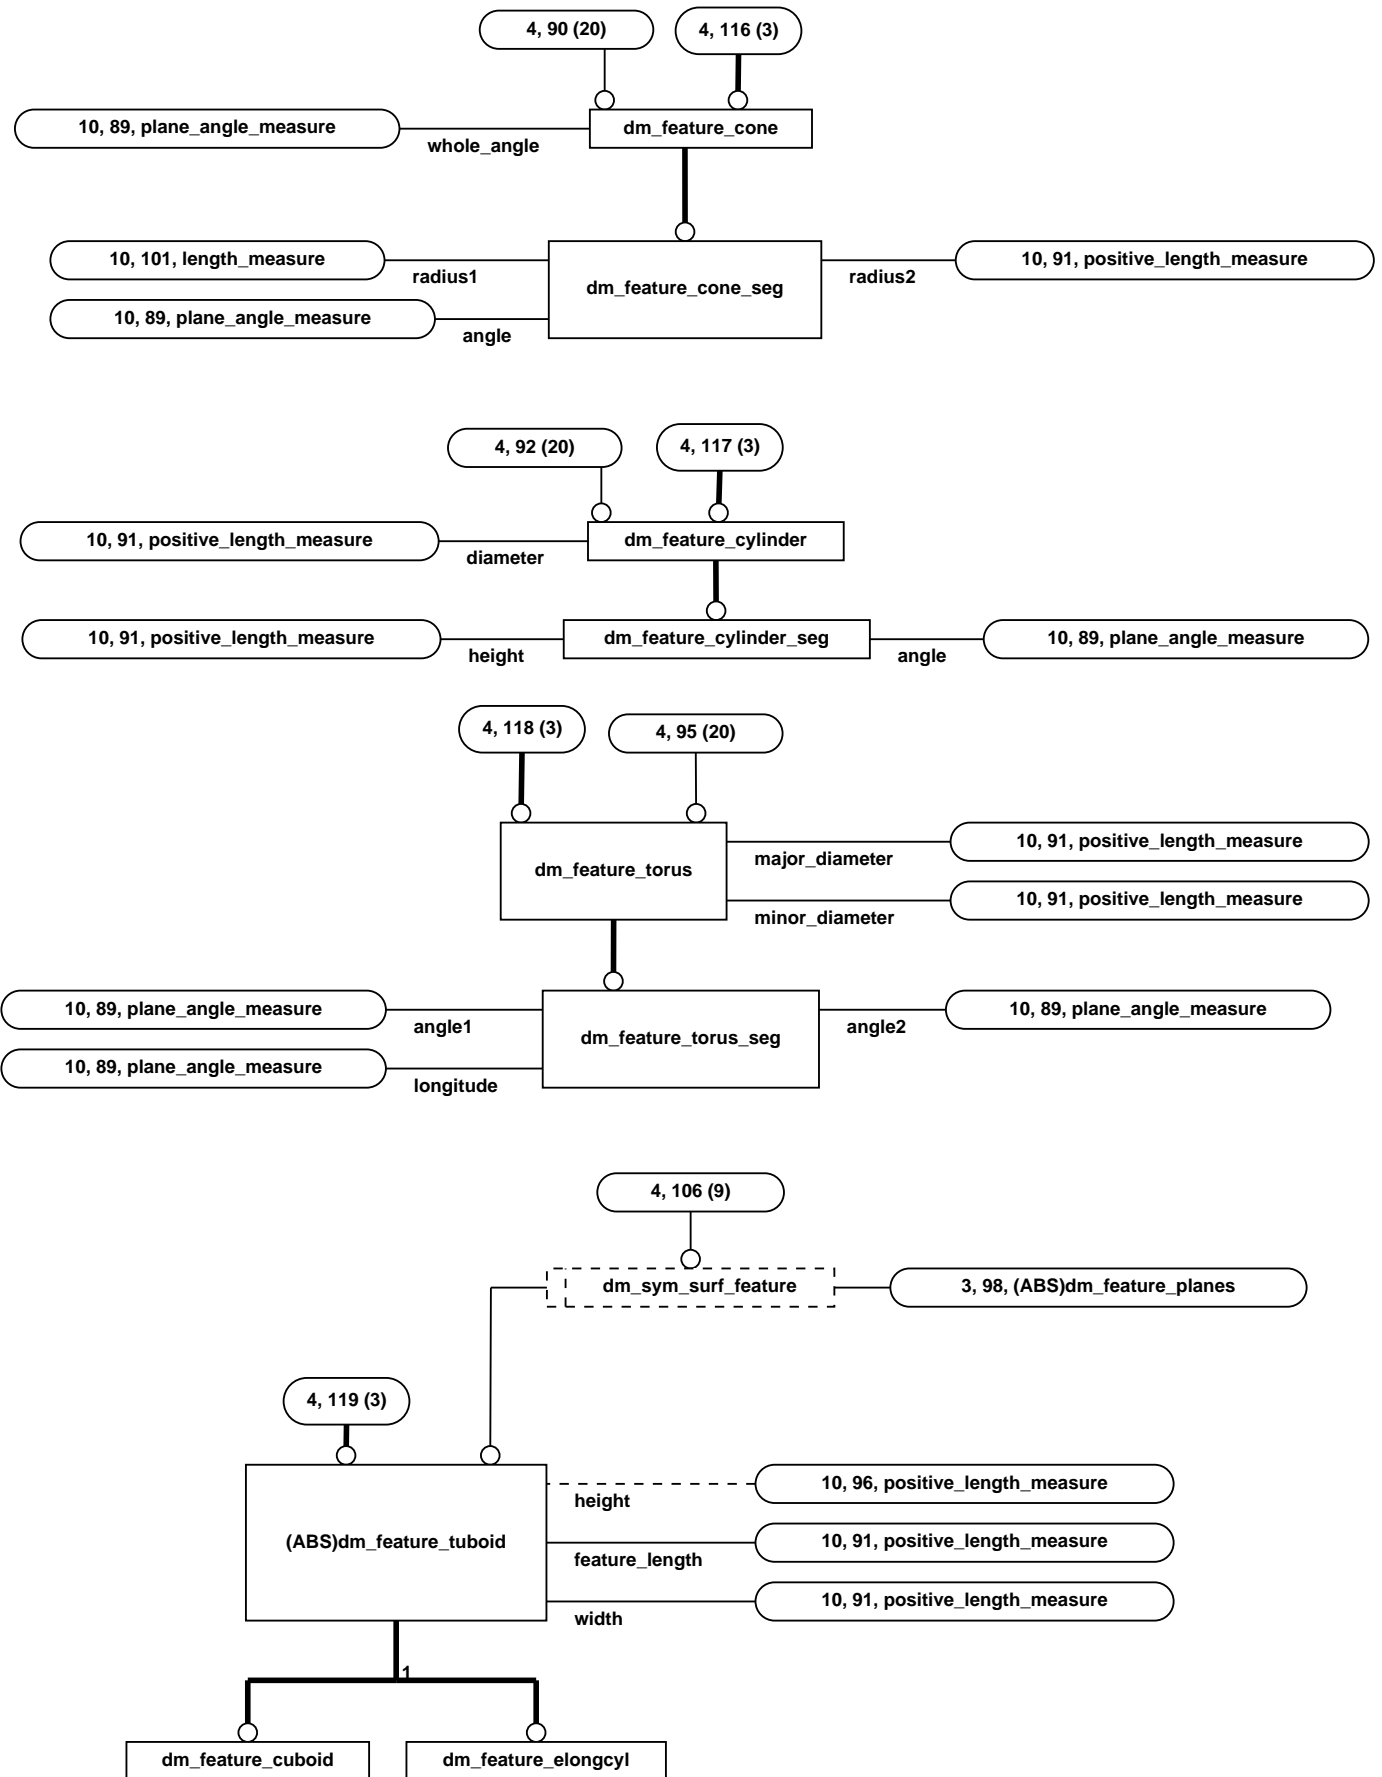 4, 90 (20)
4, 116 (3)
10, 89, plane_angle_measure
whole_angle
dm_feature_cone
10, 101, length_measure
radius1
dm_feature_cone_seg
radius2
10, 91, positive_length_measure
10, 89, plane_angle_measure
angle
4, 92 (20)
4, 117 (3)
10, 91, positive_length_measure
diameter
dm_feature_cylinder
10, 91, positive_length_measure
height
dm_feature_cylinder_seg
angle
10, 89, plane_angle_measure
4, 118 (3)
4, 95 (20)
dm_feature_torus
major_diameter
10, 91, positive_length_measure
minor_diameter
10, 91, positive_length_measure
10, 89, plane_angle_measure
angle1
dm_feature_torus_seg
angle2
10, 89, plane_angle_measure
10, 89, plane_angle_measure
longitude
4, 106 (9)
dm_sym_surf_feature
3, 98, (ABS)dm_feature_planes
4, 119 (3)
(ABS)dm_feature_tuboid
height
10, 96, positive_length_measure
feature_length
10, 91, positive_length_measure
width
10, 91, positive_length_measure
1
dm_feature_cuboid
dm_feature_elongcyl